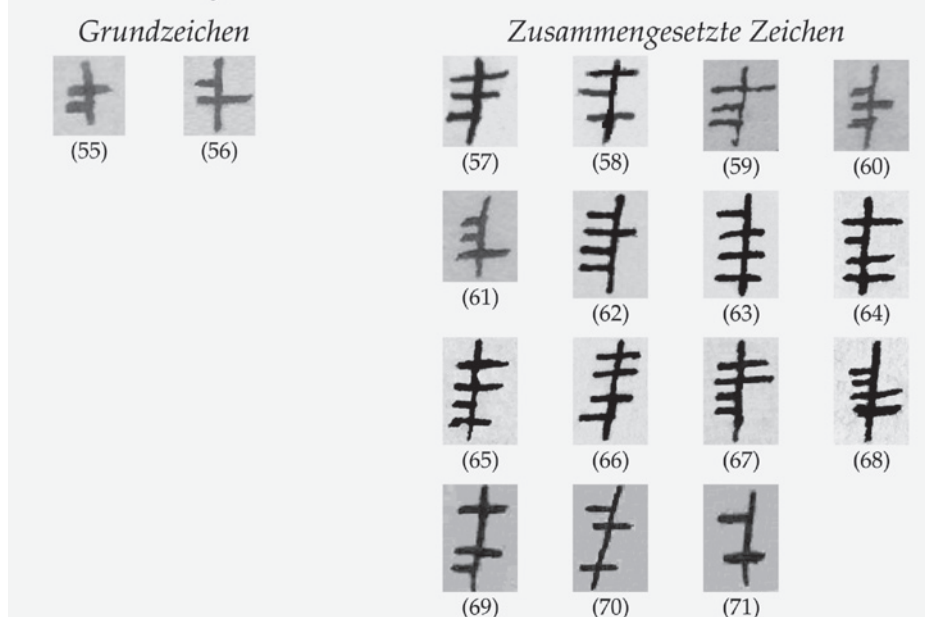 Grundzeichen Zusammengesetzte Zeichen
(55) (56) (57) (58) (59) (60)
(61) (62) (63) (64)
(65) (66) (67) (68)
(69) (70) (71)